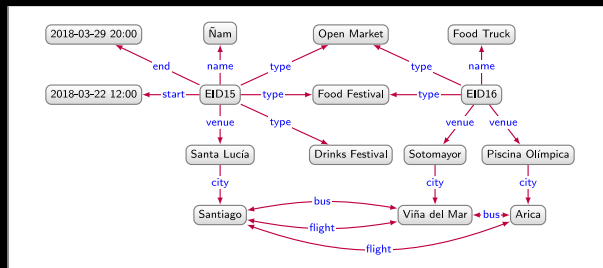 2018-03-29 20:00
Ñam
Open Market
Food Truck
end
name
type
type
name
2018-03-22 12:00
start
EID15
type
Food Festival
type
EID16
venue
type
venue
venue
Santa Lucía
Drinks Festival
Sotomayor
Piscina Olímpica
city
city
city
bus
Santiago
Viña del Mar
bus
Arica
flight
flight